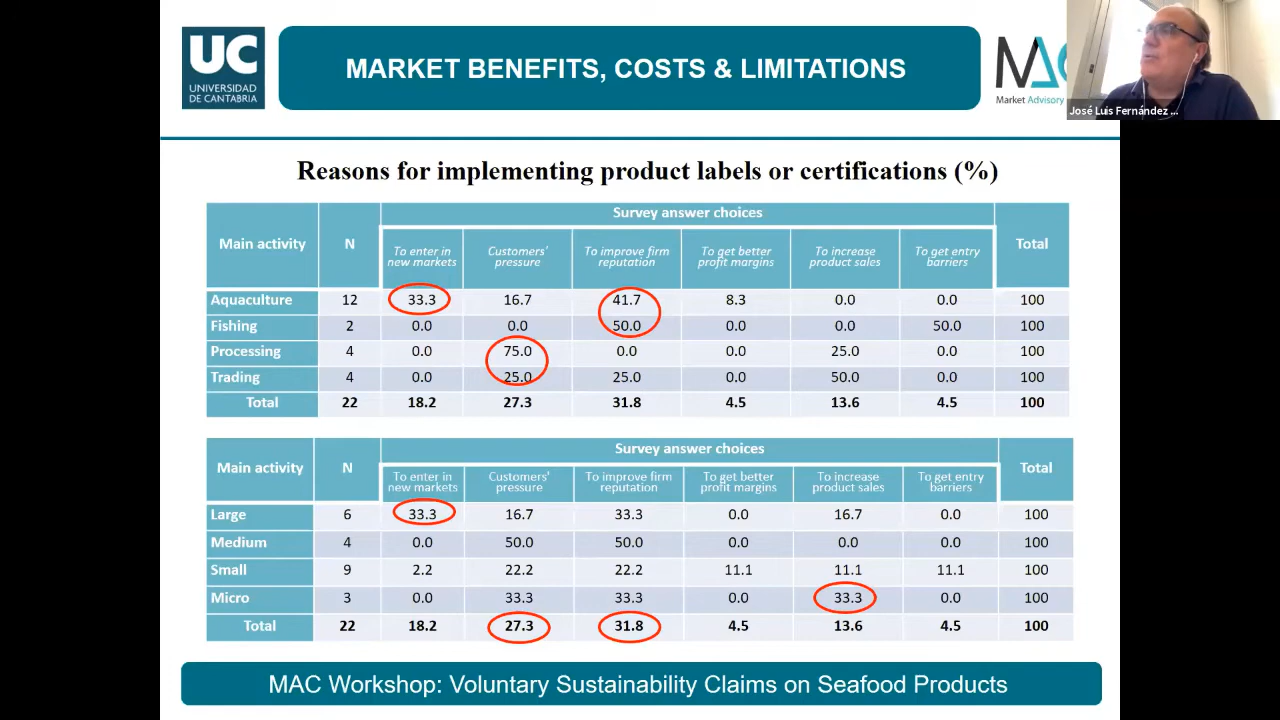 UC
UNIVERSIDAD
DE CANTABRIA
MARKET BENEFITS, COSTS & LIMITATIONS
Market Advisory
José Luis Fernández ...
Reasons for implementing product labels or certifications (%)
Main activity N Survey answer choices Total
To enter in new markets Customers' pressure To improve firm reputation To get better profit margins To increase product sales To get entry barriers
Aquaculture 12 33.3 16.7 41.7 8.3 0.0 0.0 100
Fishing 2 0.0 0.0 50.0 0.0 0.0 50.0 100
Processing 4 0.0 75.0 0.0 0.0 25.0 0.0 100
Trading 4 0.0 25.0 25.0 0.0 50.0 0.0 100
Total 22 18.2 27.3 31.8 4.5 13.6 4.5 100
Main activity N Survey answer choices Total
To enter in new markets Customers' pressure To improve firm reputation To get better profit margins To increase product sales To get entry barriers
Large 6 33.3 16.7 33.3 0.0 16.7 0.0 100
Medium 4 0.0 50.0 50.0 0.0 0.0 0.0 100
Small 9 2.2 22.2 22.2 11.1 11.1 11.1 100
Micro 3 0.0 33.3 33.3 0.0 33.3 0.0 100
Total 22 18.2 27.3 31.8 4.5 13.6 4.5 100
MAC Workshop: Voluntary Sustainability Claims on Seafood Products